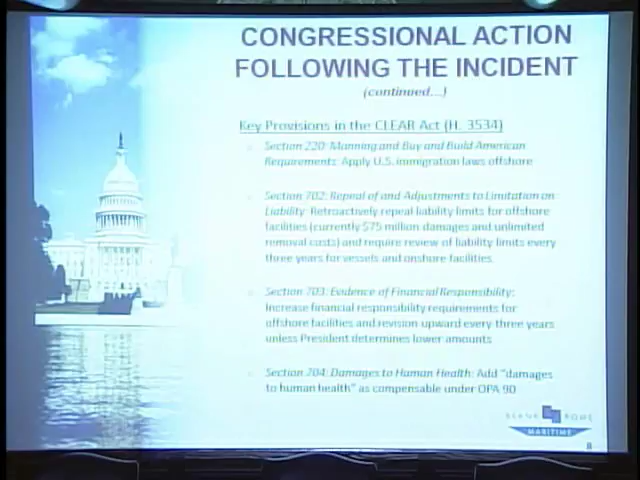 CONGRESSIONAL ACTION
FOLLOWING THE INCIDENT
(continued...)
Key Provisions in the CLEAR Act (H. 3534)
Section 220: Manning and Buy and Build American
Requirements: Apply U.S. immigration laws offshore
Section 702: Repeal of and Adjustments to Limitation on
Liability: Retroactively repeal liability limits for offshore
facilities (currently $75 million damages and unlimited
removal costs) and require review of liability limits every
three years for vessels and onshore facilities
Section 703: Evidence of Financial Responsibility:
Increase financial responsibility requirements for
offshore facilities and revision upward every three years
unless President determines lower amounts
Section 704: Damages to Human Health: Add "damages
to human health" as compensable under OPA 90
BLANK ROME
MARITIME
8